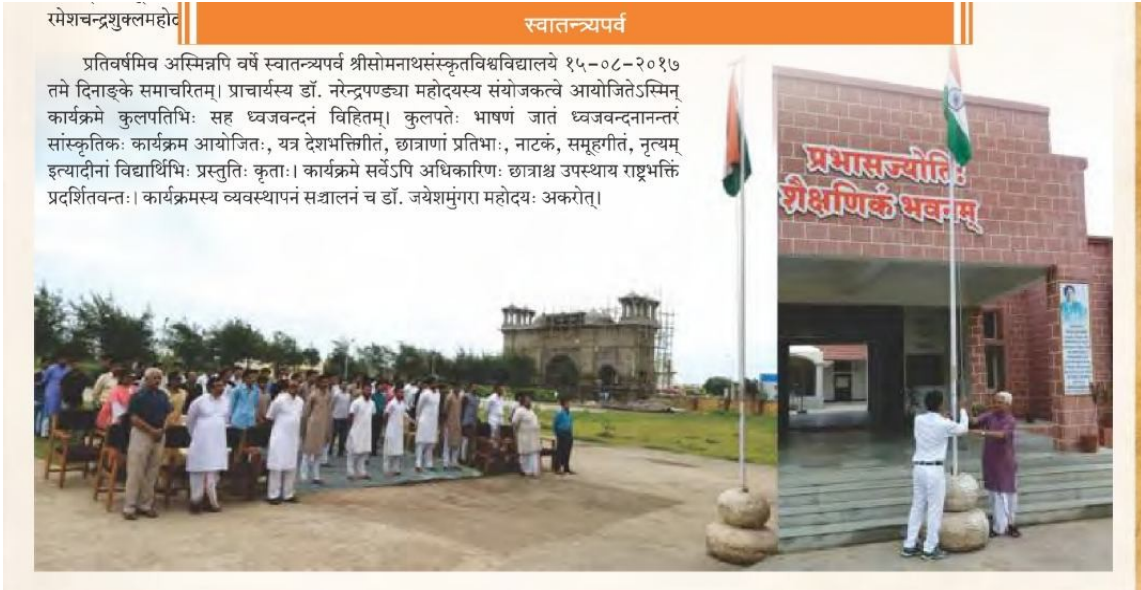 रमेशचन्द्रशुक्लमहोद
स्वातन्त्र्यपर्व
प्रतिवर्षमिव अस्मिन्नपि वर्षे स्वातन्त्र्यपर्व श्रीसोमनाथसंस्कृतविश्वविद्यालये १५-०८-२०१७
तमे दिनाङ्के समाचरितम्। प्राचार्यस्य डॉ. नरेन्द्रपण्ड्या महोदयस्य संयोजकत्वे आयोजितेऽस्मिन्
कार्यक्रमे कुलपतिभिः सह ध्वजवन्दनं विहितम्। कुलपतेः भाषणं जातं ध्वजवन्दनानन्तरं
सांस्कृतिकः कार्यक्रम आयोजितः, यत्र देशभक्तिगीतं, छात्राणां प्रतिभाः, नाटकं, समूहगीतं, नृत्यम्
इत्यादीनां विद्यार्थिभिः प्रस्तुतिः कृताः। कार्यक्रमे सर्वेऽपि अधिकारिणः छात्राश्च उपस्थाय राष्ट्रभक्तिं
प्रदर्शितवन्तः। कार्यक्रमस्य व्यवस्थापनं सञ्चालनं च डॉ. जयेशमुंगरा महोदयः अकरोत्।
प्रभासज्योतिः
शैक्षणिकं भवनम्